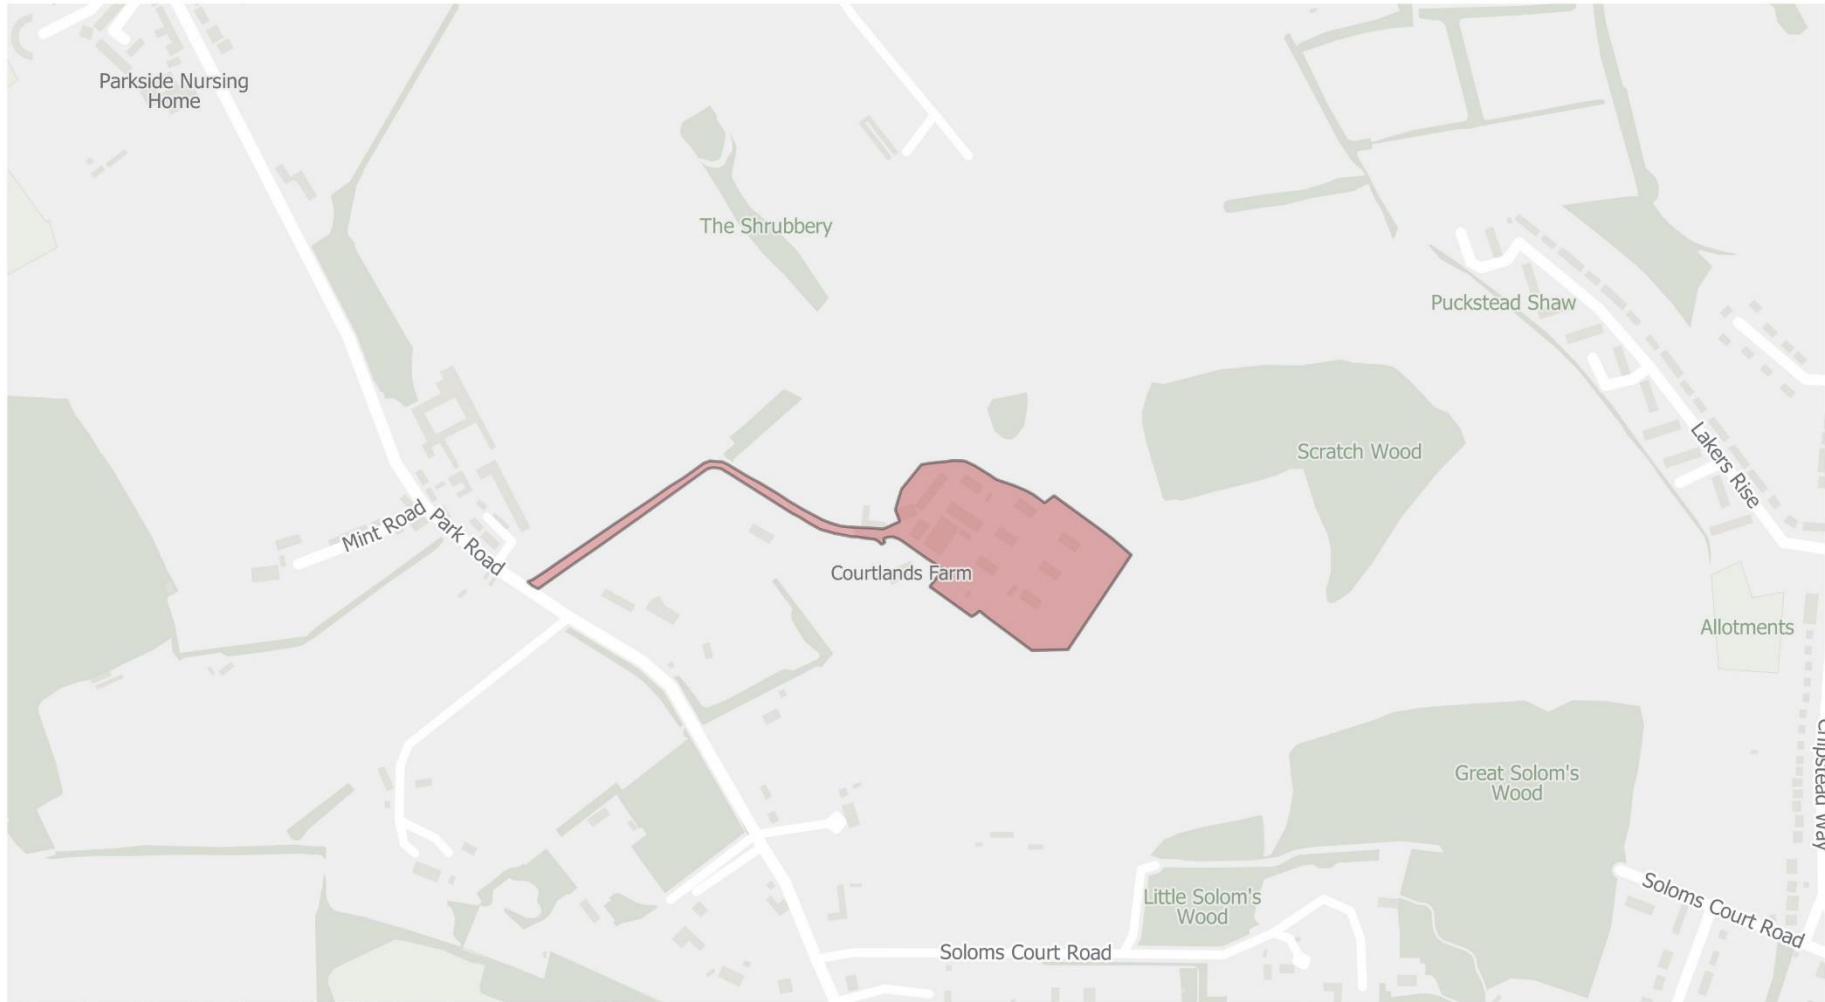 Parkside Nursing
Home
The Shrubbery
Puckstead Shaw
Scratch Wood
Lakers Rise
Mint Road
Park Road
Courtlands Farm
Allotments
Great Solom's
Wood
Chipstead Way
Little Solom's
Wood
Soloms Court Road
Soloms Court Road